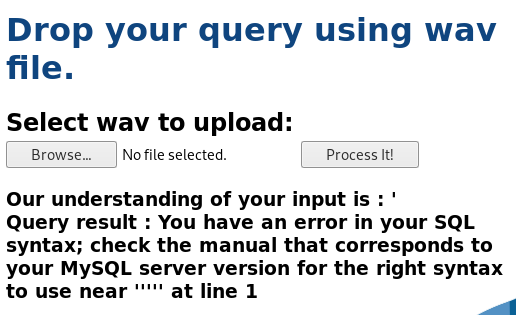 Drop your query using wav
file.
Select wav to upload:
Browse... No file selected. Process It!
Our understanding of your input is : '
Query result : You have an error in your SQL
syntax; check the manual that corresponds to
your MySQL server version for the right syntax
to use near ''''' at line 1